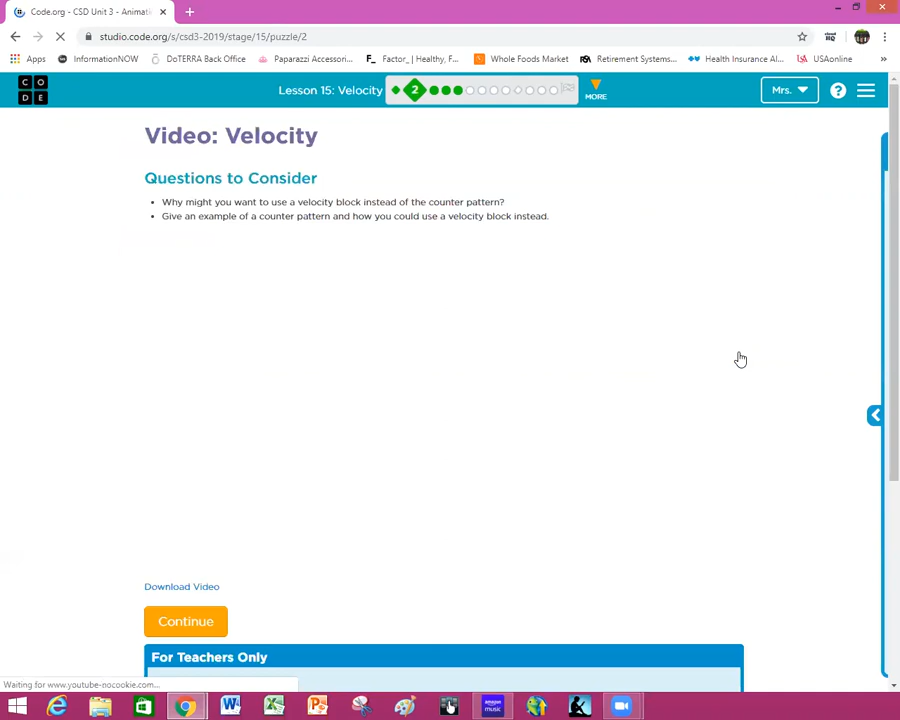 Code.org - CSD Unit 3 - Animati
studio.code.org/s/csd3-2019/stage/15/puzzle/2
Apps InformationNOW DoTERRA Back Office Paparazzi Accessori... Factor_ | Healthy, F... Whole Foods Market Retirement Systems... Health Insurance Al... USAonline »
CO
DE
Lesson 15: Velocity
2
MORE
Mrs.
?
Video: Velocity
Questions to Consider
• Why might you want to use a velocity block instead of the counter pattern?
• Give an example of a counter pattern and how you could use a velocity block instead.
Download Video
Continue
For Teachers Only
Waiting for www.youtube-nocookie.com...
amazon
music